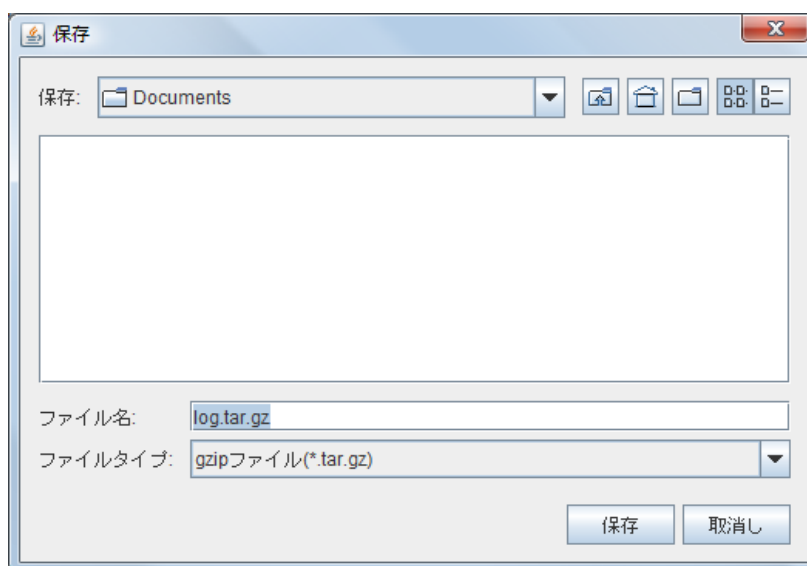 保存
保存: Documents
ファイル名: log.tar.gz
ファイルタイプ: gzipファイル(*.tar.gz)
保存 取消し